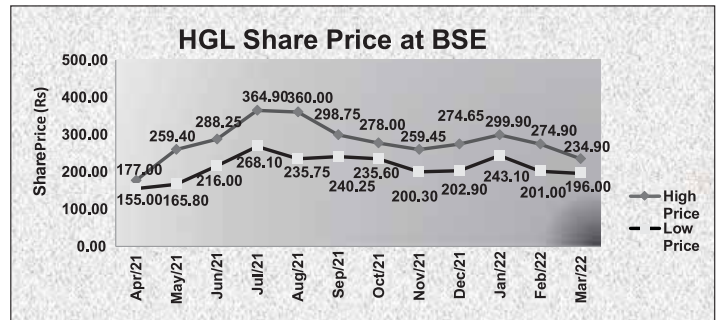 HGL Share Price at BSE
SharePrice (Rs)
500.00
400.00
300.00
200.00
100.00
0.00
177.00
259.40
288.25
364.90
360.00
298.75
278.00
259.45
274.65
299.90
274.90
234.90
155.00
165.80
216.00
268.10
235.75
240.25
235.60
200.30
202.90
243.10
201.00
196.00
Apr/21
May/21
Jun/21
Jul/21
Aug/21
Sep/21
Oct/21
Nov/21
Dec/21
Jan/22
Feb/22
Mar/22
High
Price
Low
Price